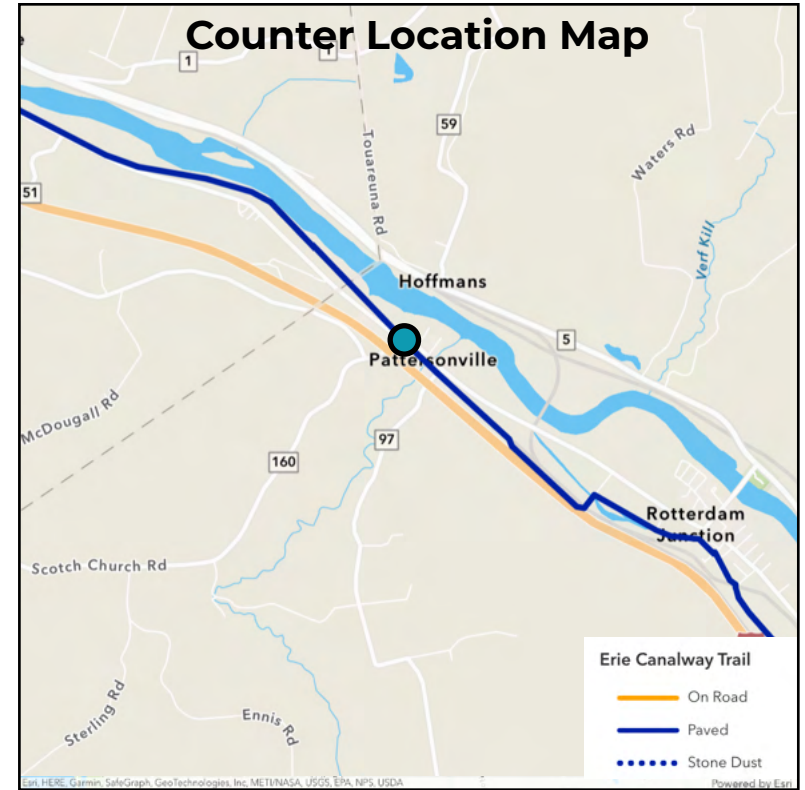 Counter Location Map
1
1
59
Waters Rd
Touareuna Rd
51
Verf Kill
Hoffmans
5
Pattersonville
McDougall Rd
97
160
Rotterdam
Junction
Scotch Church Rd
Sterling Rd
Ennis Rd
Erie Canalway Trail
On Road
Paved
Stone Dust
Esri, HERE, Garmin, SafeGraph, GeoTechnologies, Inc, METI/NASA, USGS, EPA, NPS, USDA
Powered by Esri